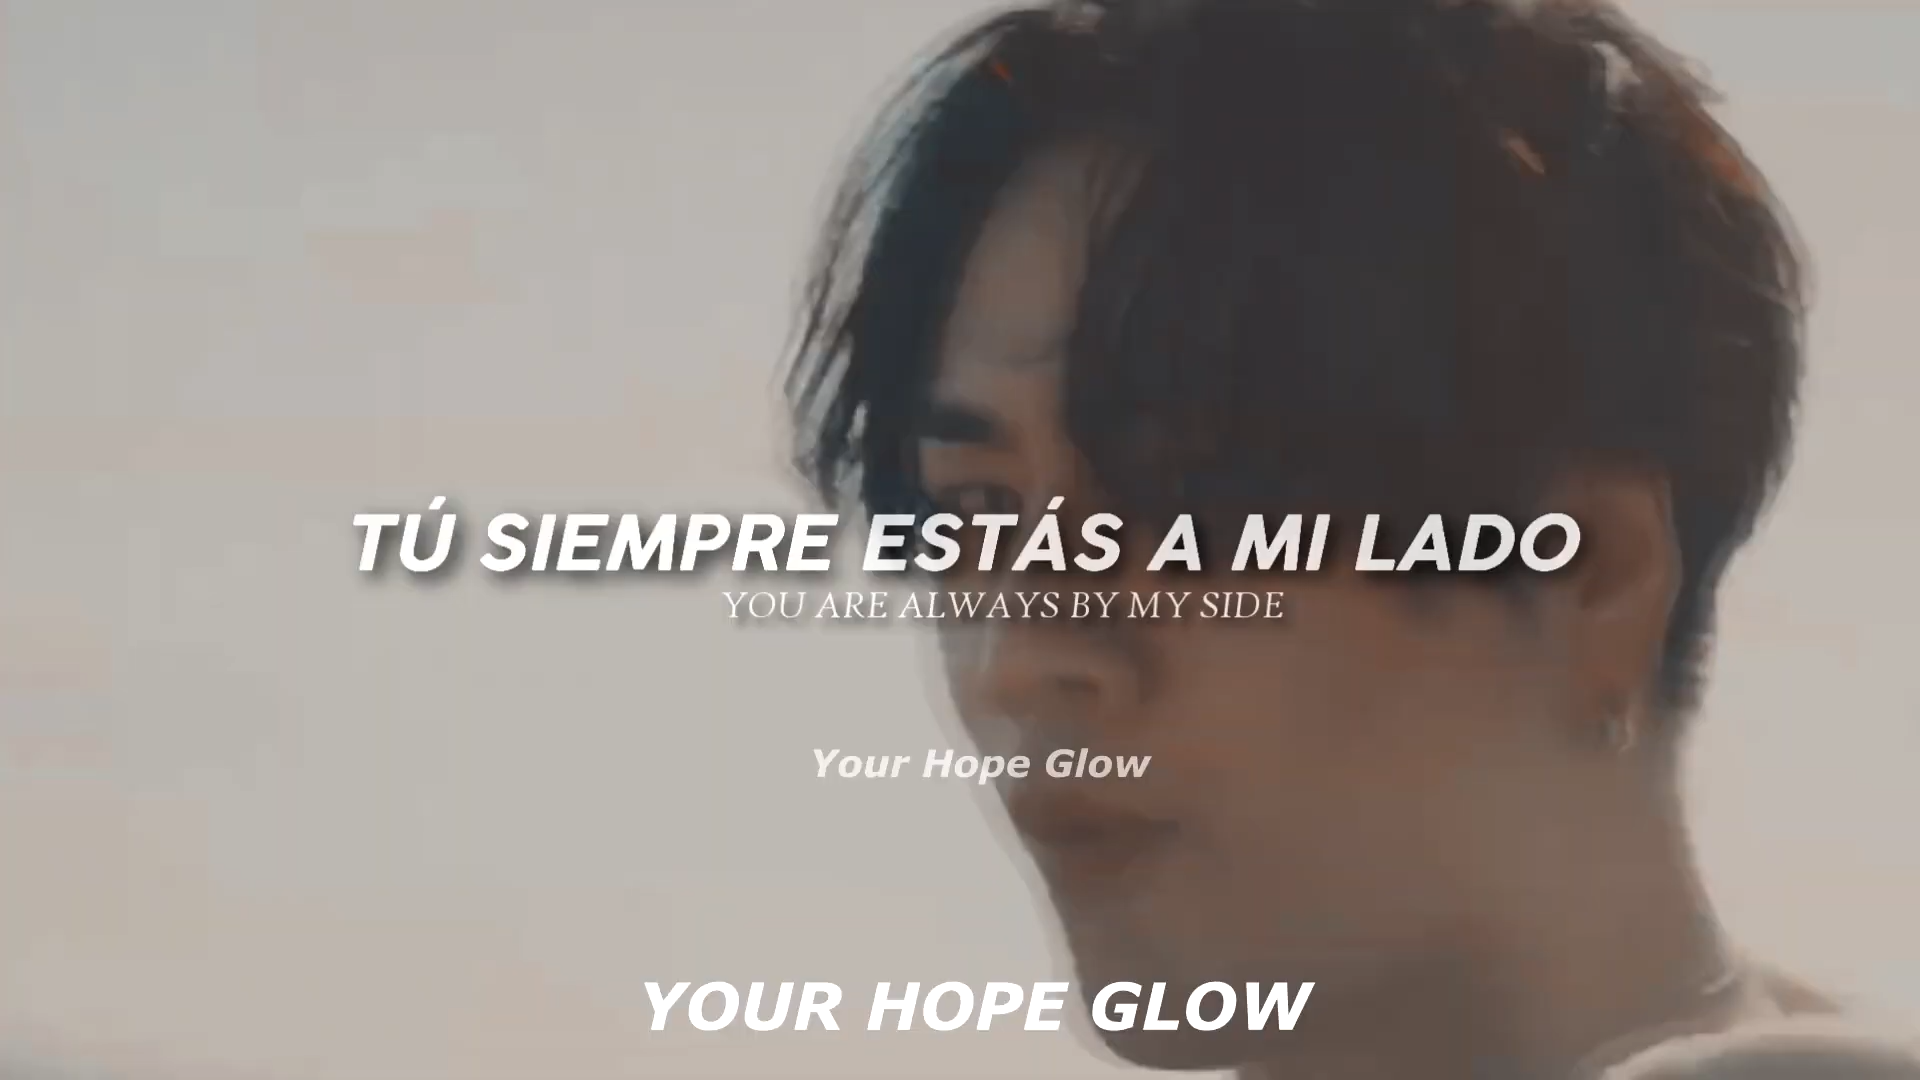 TÚ SIEMPRE ESTÁS A MI LADO
YOU ARE ALWAYS BY MY SIDE
Your Hope Glow
YOUR HOPE GLOW